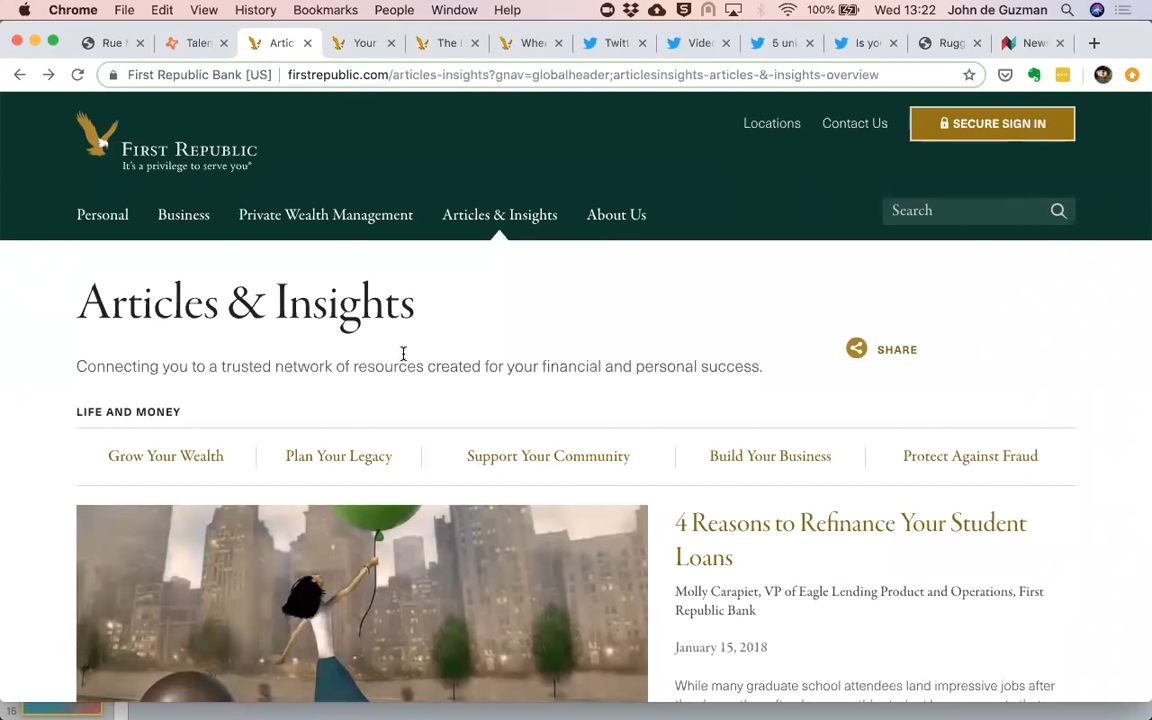 Chrome File Edit View History Bookmarks People Window Help 100% Wed 13:22 John de Guzman
Rue M Talen Artic Your The Whe Twitt Video 5 uni Is yo Rugg New
First Republic Bank [US] firstrepublic.com/articles-insights?gnav=globalheader;articlesinsights-articles-&-insights-overview
Locations Contact Us SECURE SIGN IN
FIRST REPUBLIC
It's a privilege to serve you®
Personal Business Private Wealth Management Articles & Insights About Us Search
Articles & Insights
SHARE
Connecting you to a trusted network of resources created for your financial and personal success.
LIFE AND MONEY
Grow Your Wealth Plan Your Legacy Support Your Community Build Your Business Protect Against Fraud
4 Reasons to Refinance Your Student
Loans
Molly Carapiet, VP of Eagle Lending Product and Operations, First
Republic Bank
January 15, 2018
While many graduate school attendees land impressive jobs after
15